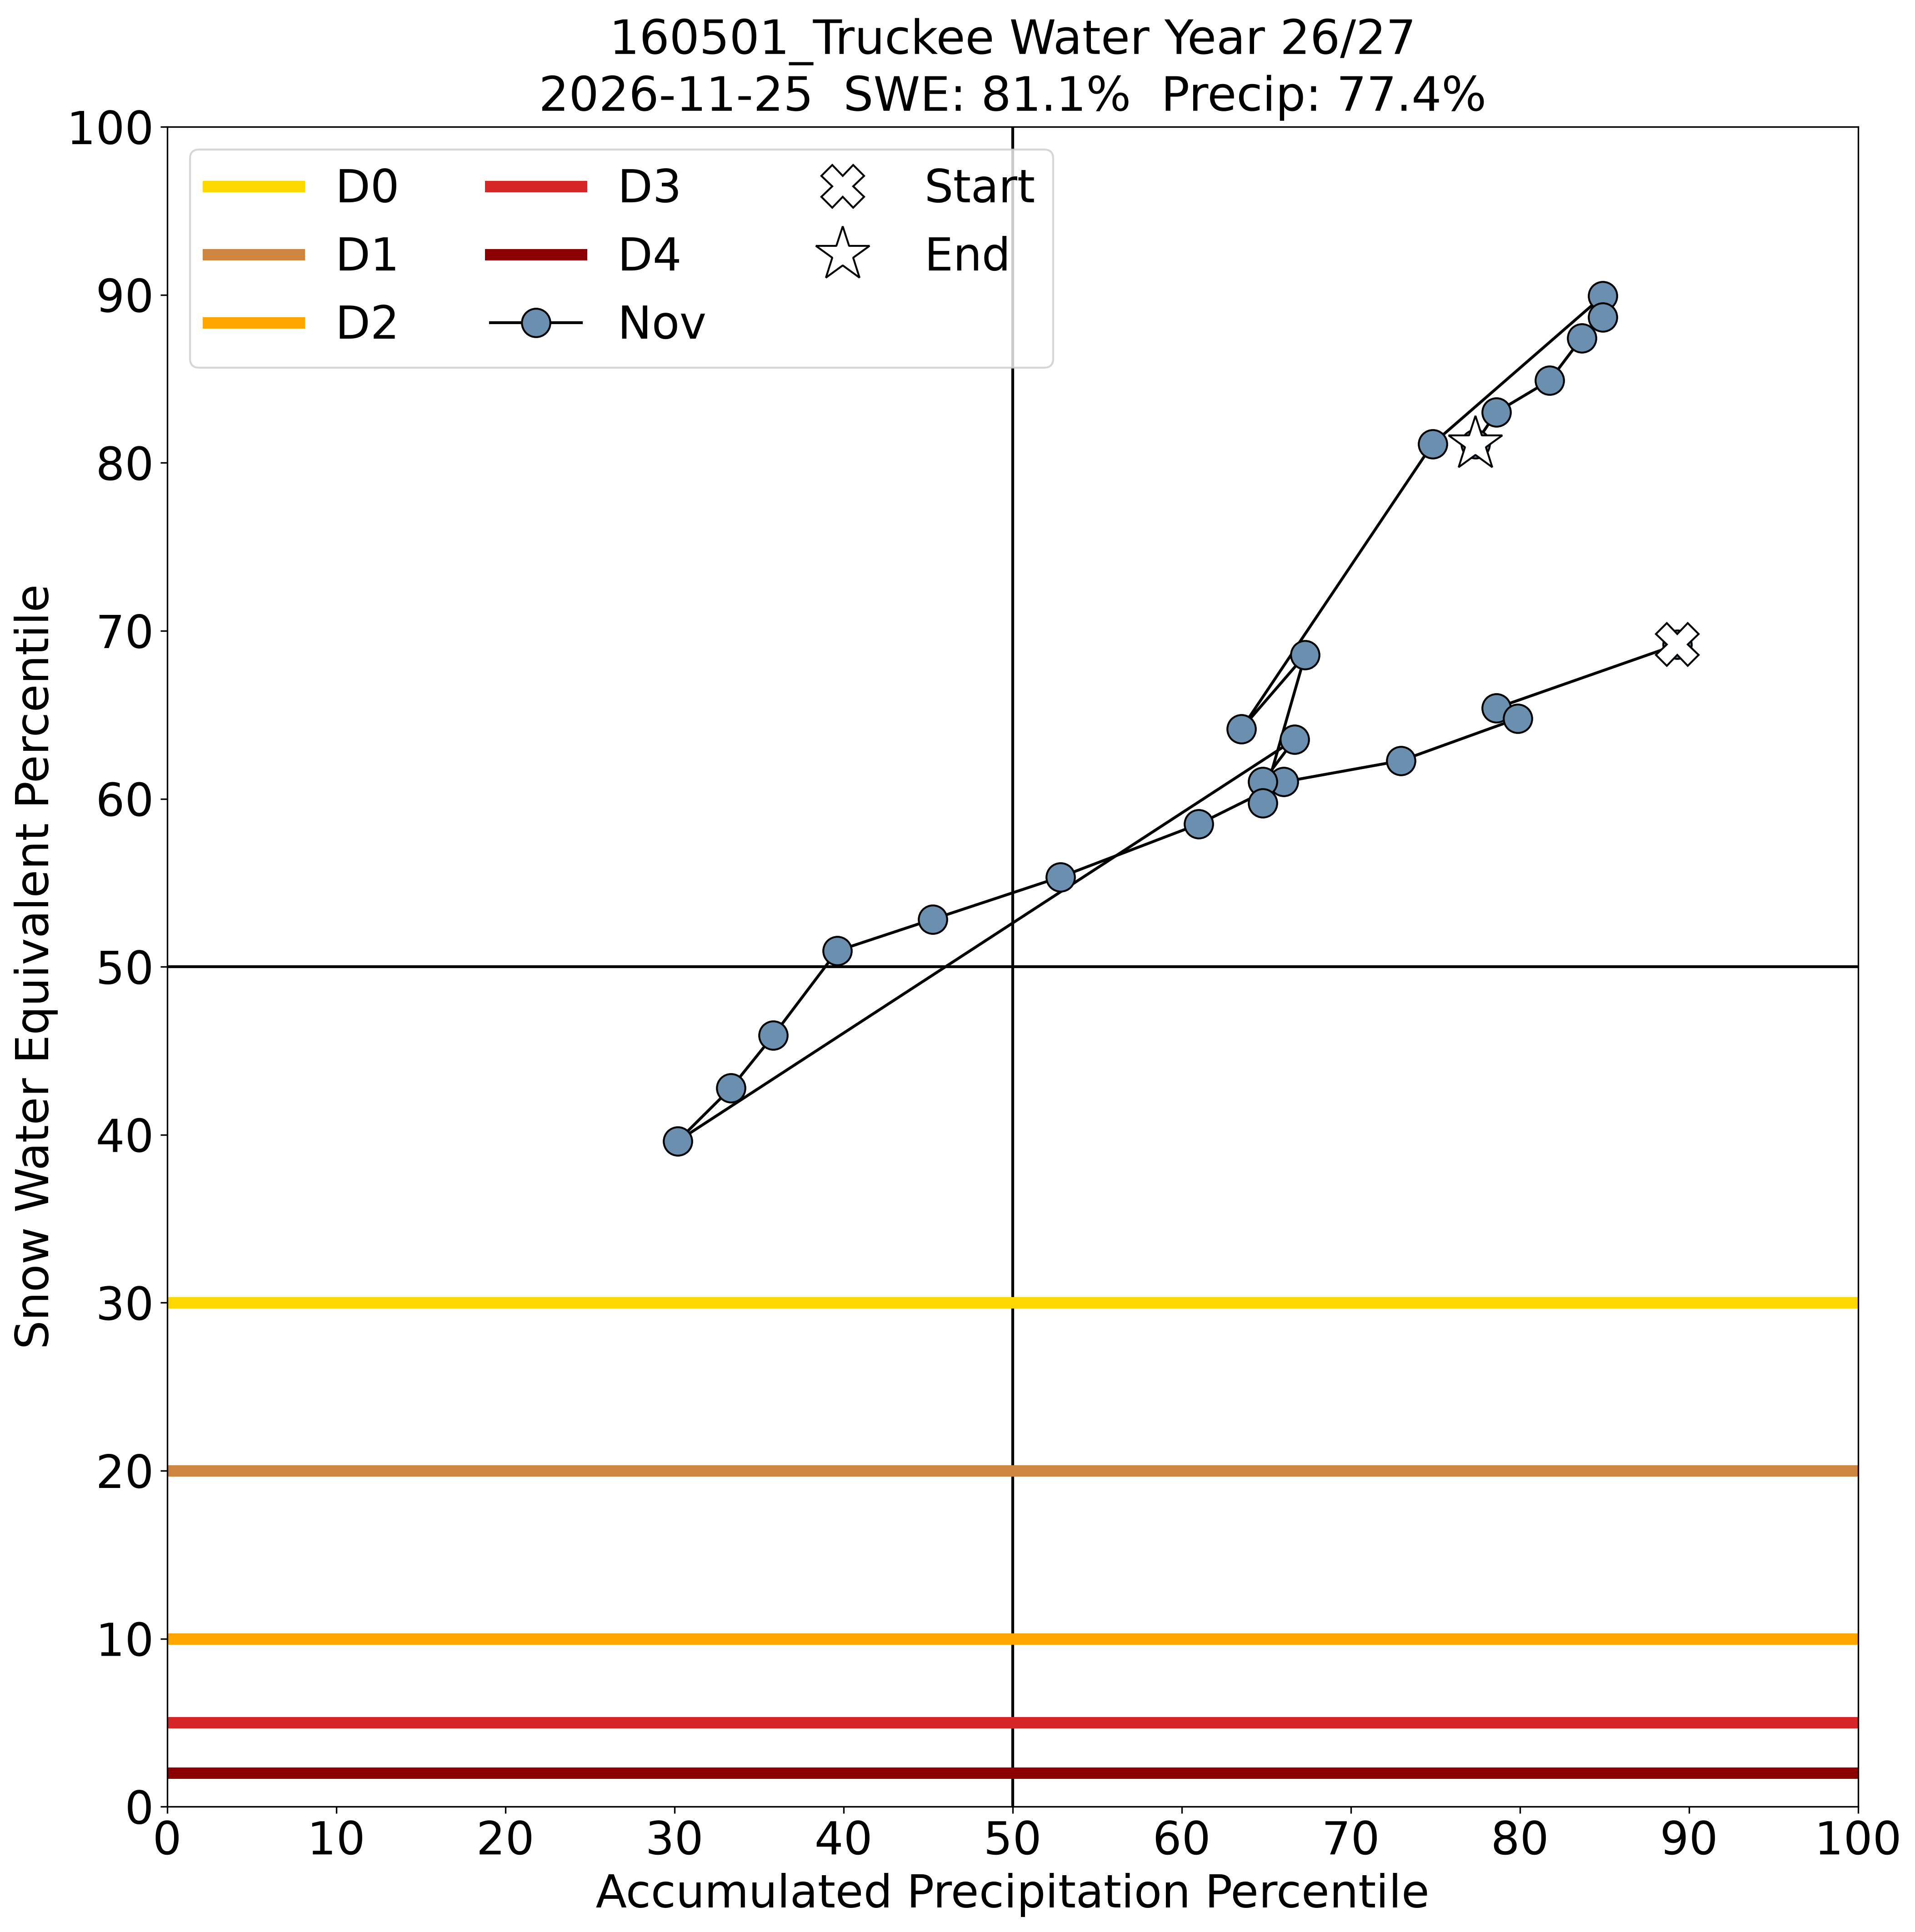 160501_Truckee Water Year 26/27
2026-11-25  SWE: 81.1%  Precip: 77.4%
D0
D1
D2
D3
D4
Nov
Start
End
Snow Water Equivalent Percentile
100
90
80
70
60
50
40
30
20
10
0
0 10 20 30 40 50 60 70 80 90 100
Accumulated Precipitation Percentile